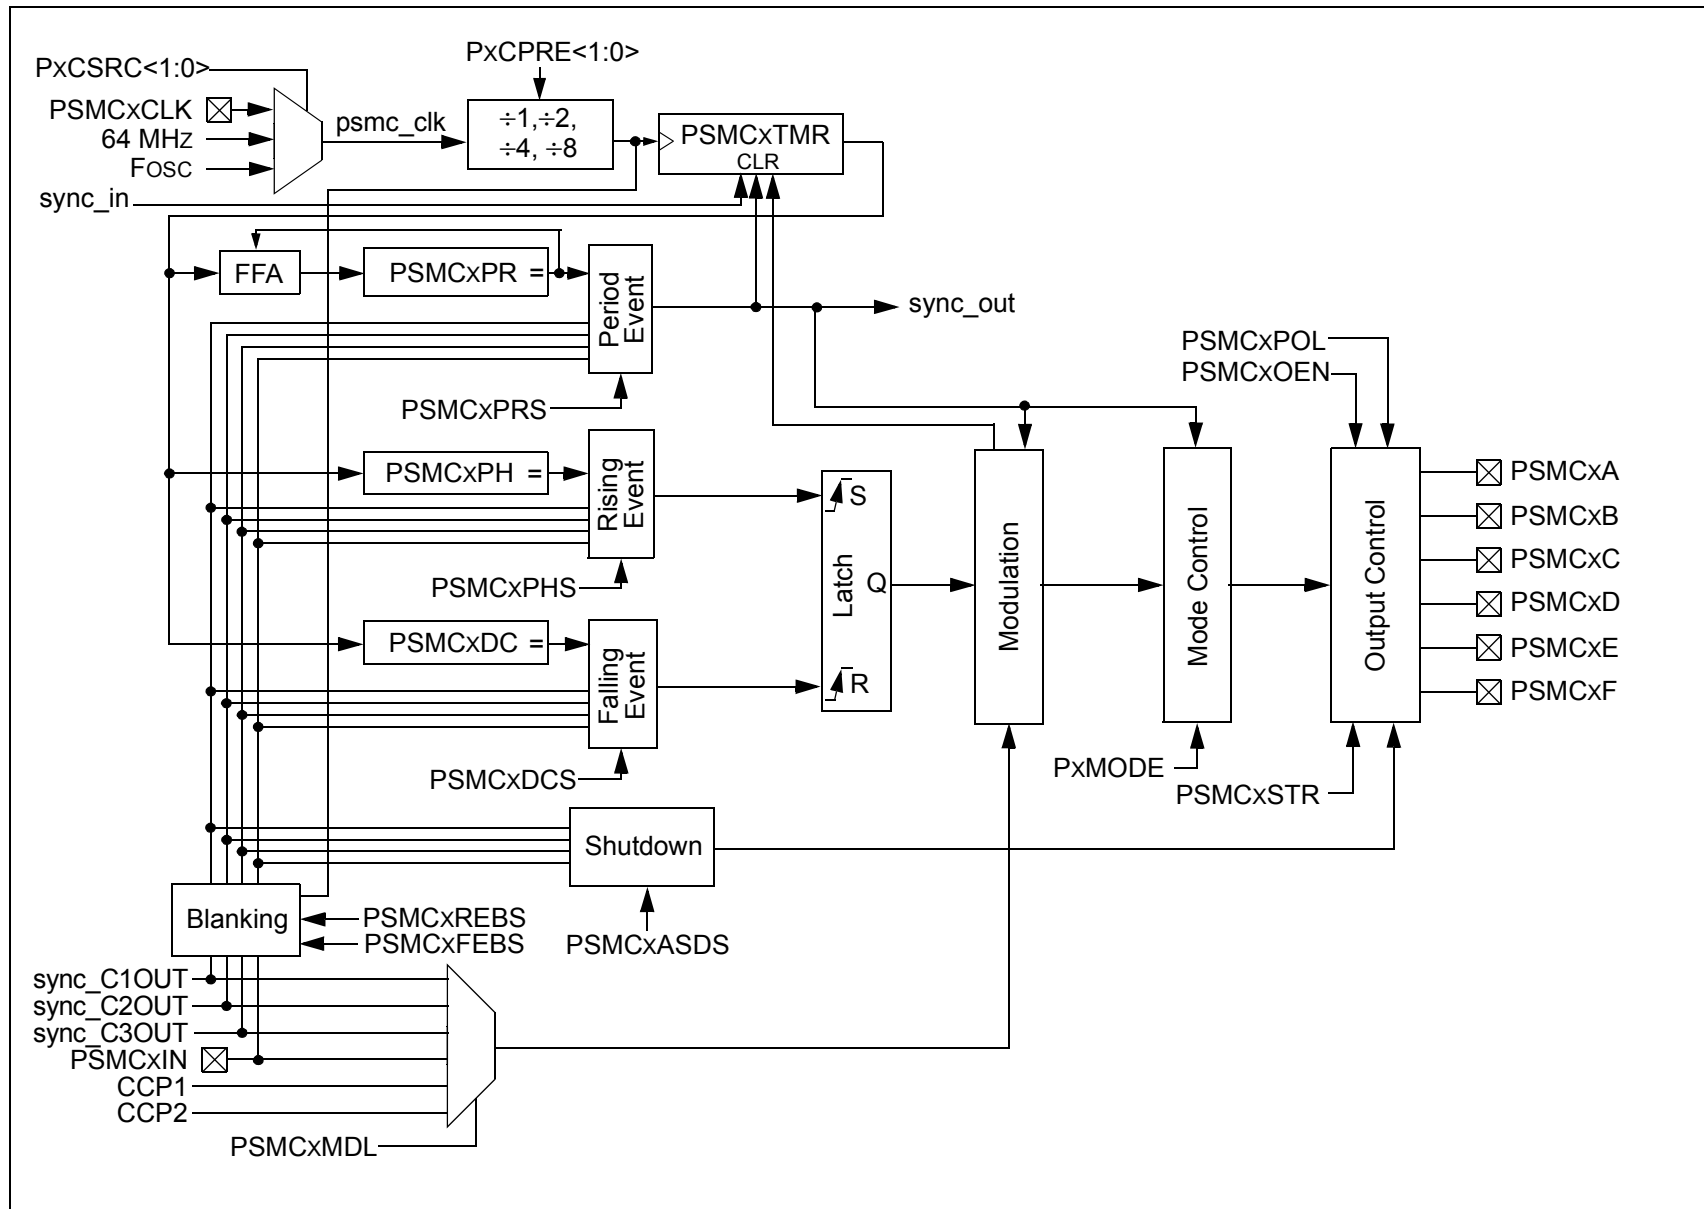 PxCPRE<1:0>
PxCSRC<1:0>
PSMCxCLK
64 MHz
FOSC
sync_in
psmc_clk
÷1,÷2,
÷4, ÷8
PSMCxTMR
CLR
FFA
PSMCxPR =
Period
Event
sync_out
PSMCxPRS
PSMCxPOL
PSMCxOEN
PSMCxPH =
Rising
Event
PSMCxPHS
PSMCxDC =
Falling
Event
PSMCxDCS
S
Latch
Q
R
Modulation
Mode Control
Output Control
PSMCxA
PSMCxB
PSMCxC
PSMCxD
PSMCxE
PSMCxF
PxMODE
PSMCxSTR
Shutdown
PSMCxASDS
Blanking
PSMCxREBS
PSMCxFEBS
sync_C1OUT
sync_C2OUT
sync_C3OUT
PSMCxIN
CCP1
CCP2
PSMCxMDL